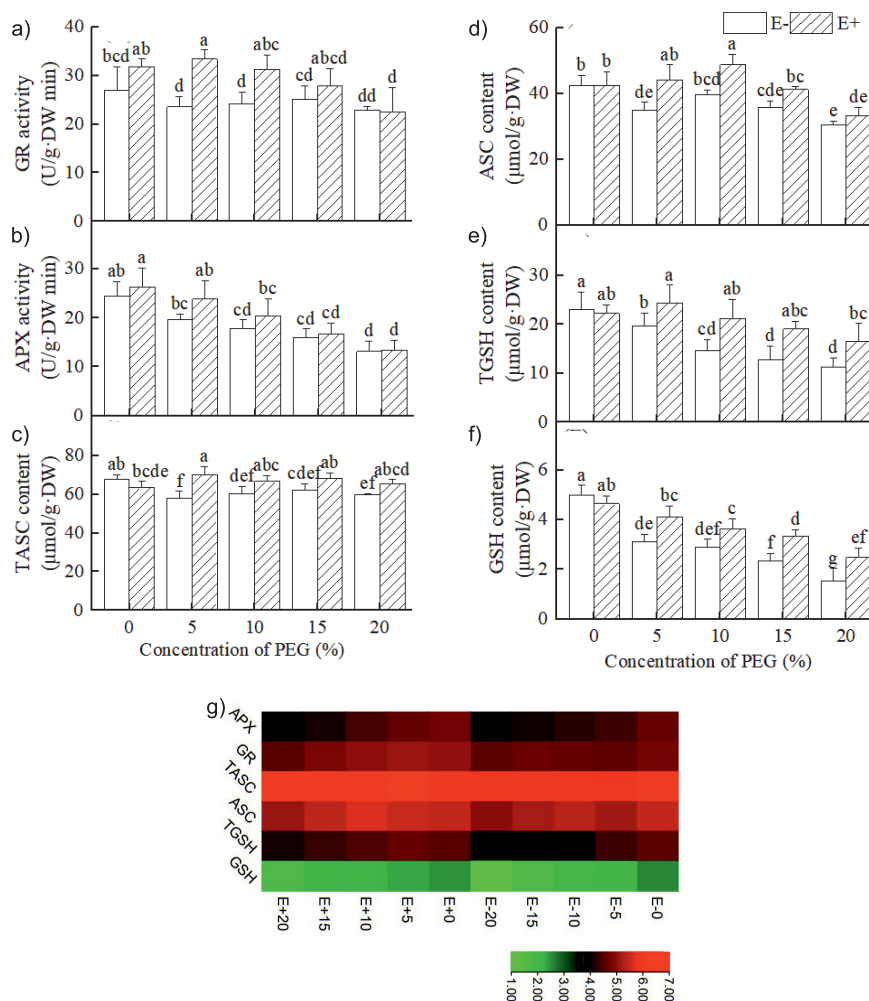 a)
GR activity
(U/g·DW min)
40
30
20
10
0
bcd ab d a d abc cd abcd dd d
b)
APX activity
(U/g·DW min)
30
20
10
0
ab a bc ab cd bc cd cd d d
c)
TASC content
(μmol/g·DW)
80
60
40
20
0
ab bcde f a def abc cdef ab ef abcd
0 5 10 15 20
Concentration of PEG (%)
E- E+
d)
ASC content
(μmol/g·DW)
60
40
20
0
b b de ab bcd a cde bc e de
e)
TGSH content
(μmol/g·DW)
30
20
10
0
a ab b a cd ab d abc d bc
f)
GSH content
(μmol/g·DW)
6
4
2
0
a ab de bc def c f d g ef
0 5 10 15 20
Concentration of PEG (%)
g)
APX
GR
TASC
ASC
TGSH
GSH
E+20 E+15 E+10 E+5 E+0 E-20 E-15 E-10 E-5 E-0
1.00 2.00 3.00 4.00 5.00 6.00 7.00